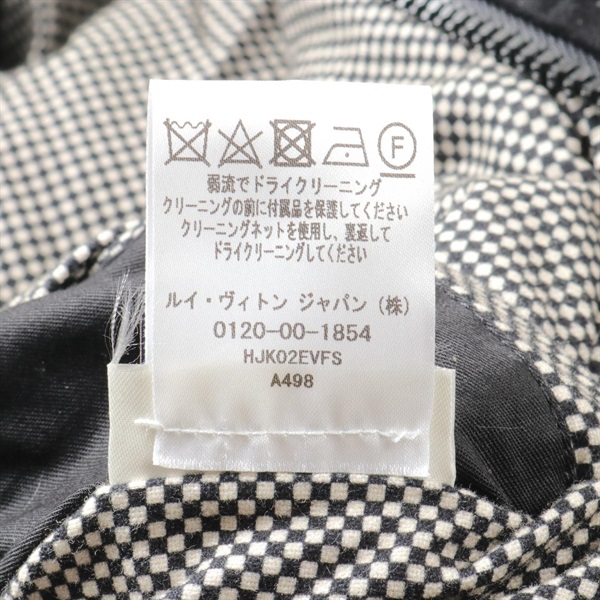 F
弱流でドライクリーニング
クリーニングの前に付属品を保護してください
クリーニングネットを使用し、裏返して
ドライクリーニングしてください
ルイ・ヴィトン ジャパン (株)
0120-00-1854
HJK02EVFS
A498